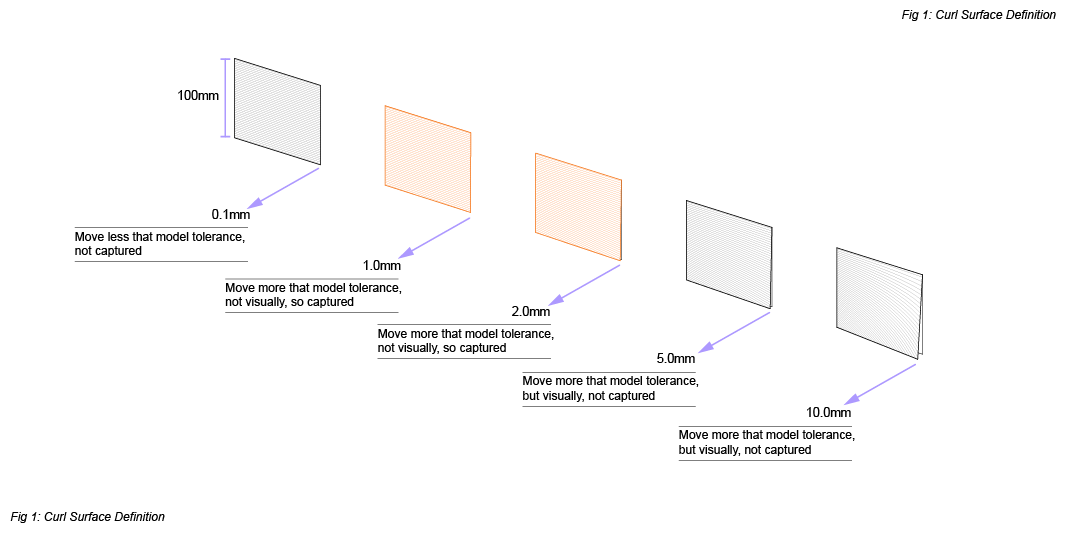 Fig 1: Curl Surface Definition
100mm
0.1mm
Move less that model tolerance,
not captured
1.0mm
Move more that model tolerance,
not visually, so captured
2.0mm
Move more that model tolerance,
not visually, so captured
5.0mm
Move more that model tolerance,
but visually, not captured
10.0mm
Move more that model tolerance,
but visually, not captured
Fig 1: Curl Surface Definition